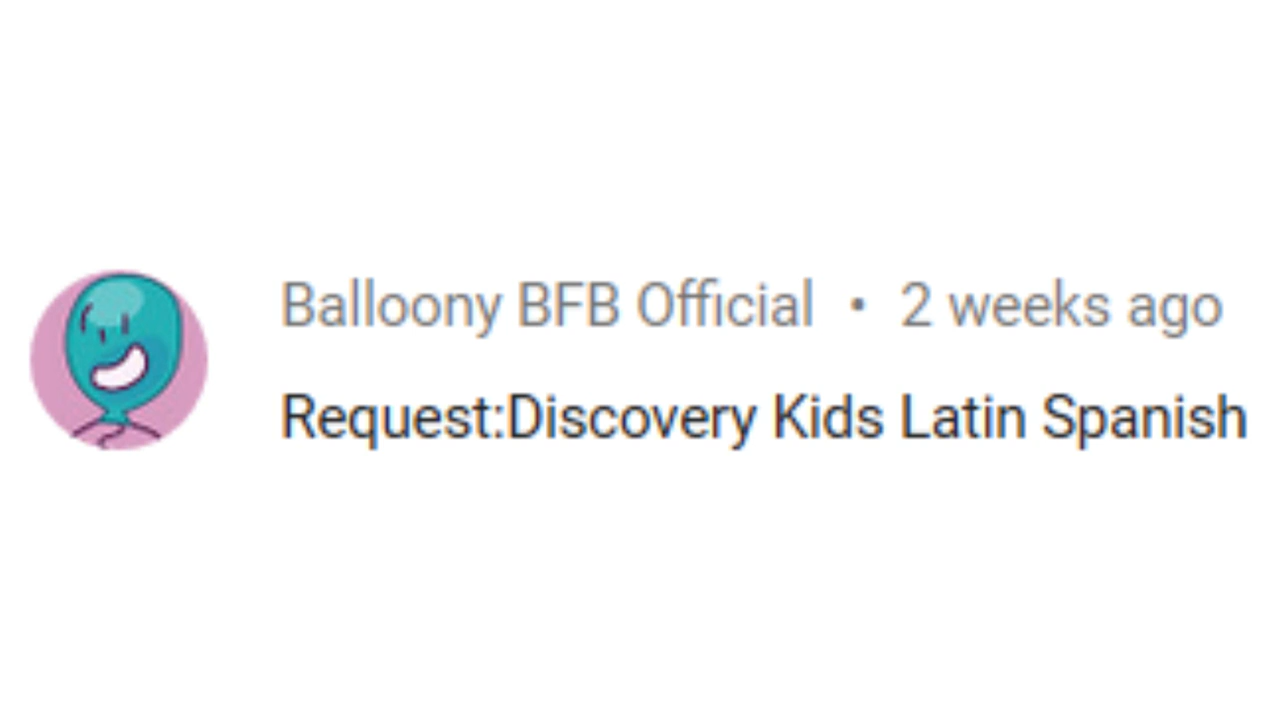 Balloony BFB Official • 2 weeks ago
Request:Discovery Kids Latin Spanish